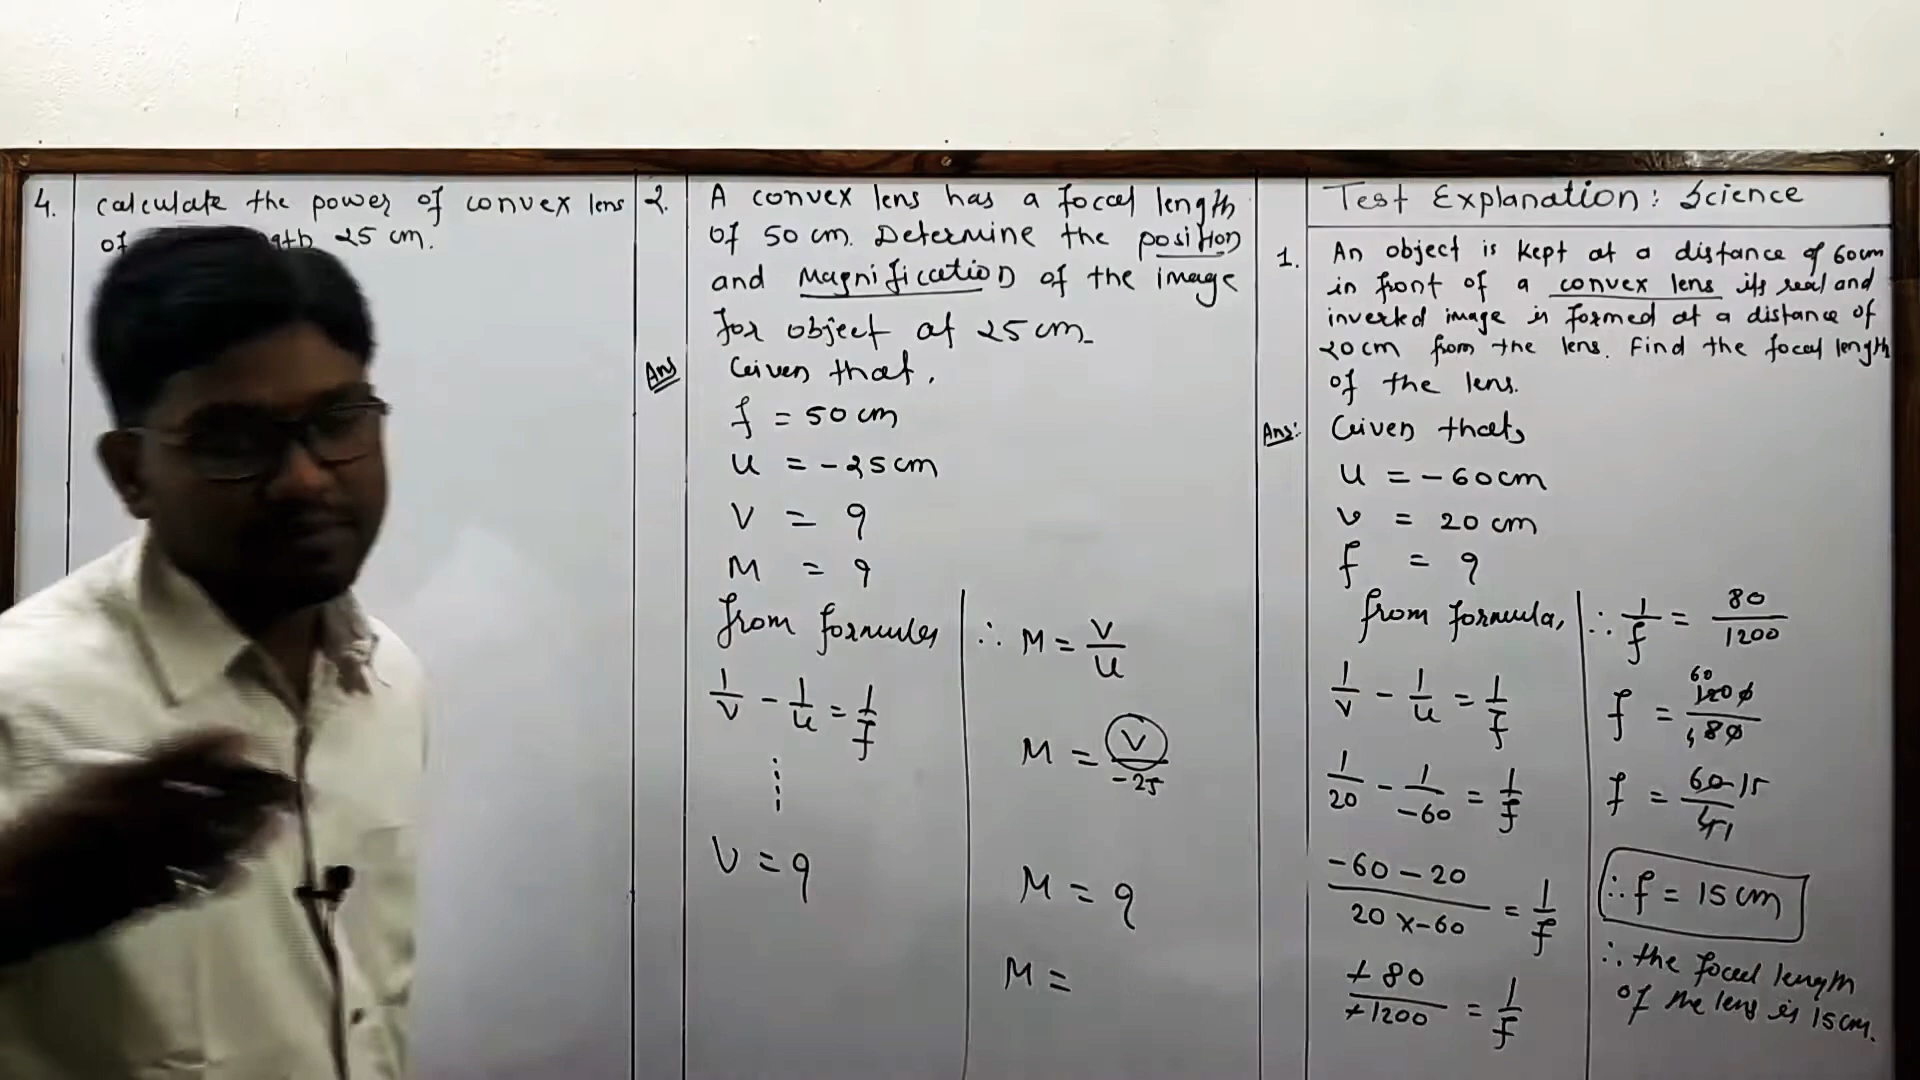 4. calculate the power of convex lens
of 25 cm.
2. A convex lens has a focal length
of 50 cm. Determine the position
and Magnification of the image
for object at 25 cm.
Ans Given that,
f = 50 cm
u = -25 cm
V = ?
M = ?
from formulas
1/V - 1/u = 1/f
V = ?
∴ M = V/u
M = V/-25
M = ?
M =
Test Explanation: Science
1. An object is kept at a distance of 60cm
in front of a convex lens its real and
inverted image is formed at a distance of
20cm from the lens. Find the focal length
of the lens.
Ans: Given that,
u = -60cm
v = 20 cm
f = ?
from formula,
1/v - 1/u = 1/f
1/20 - 1/-60 = 1/f
-60-20/20x-60 = 1/f
+80/+1200 = 1/f
∴ 1/f = 80/1200
60
f = 1200/80
f = 60 15/4 1
∴ f = 15 cm
∴ the focal length
of the lens is 15cm.